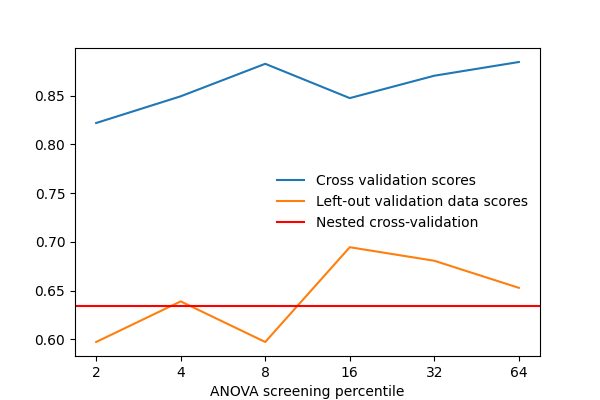 0.85
0.80
0.75
0.70
0.65
0.60
Cross validation scores
Left-out validation data scores
Nested cross-validation
2 4 8 16 32 64
ANOVA screening percentile